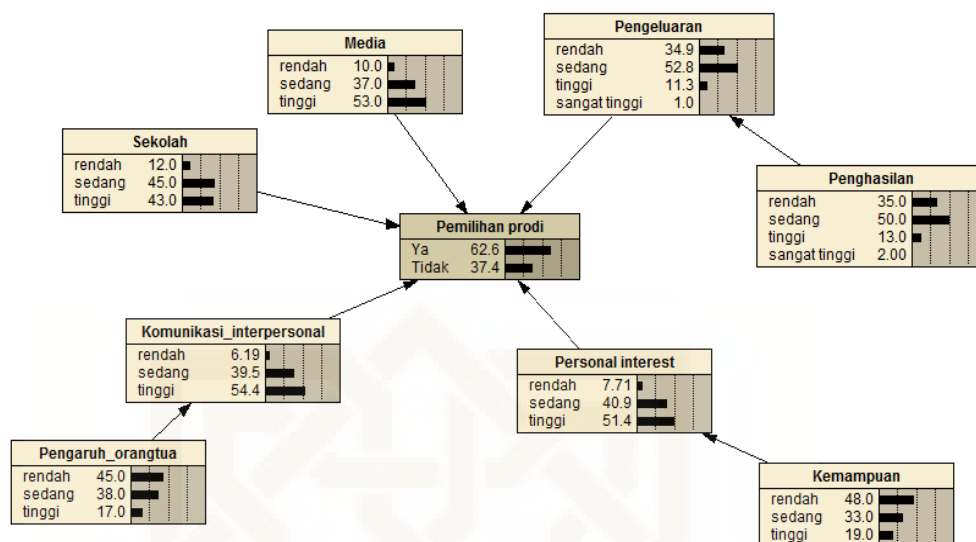 Media
rendah 10.0
sedang 37.0
tinggi 53.0
Pengeluaran
rendah 34.9
sedang 52.8
tinggi 11.3
sangat tinggi 1.0
Sekolah
rendah 12.0
sedang 45.0
tinggi 43.0
Penghasilan
rendah 35.0
sedang 50.0
tinggi 13.0
sangat tinggi 2.00
Pemilihan prodi
Ya 62.6
Tidak 37.4
Komunikasi_interpersonal
rendah 6.19
sedang 39.5
tinggi 54.4
Personal interest
rendah 7.71
sedang 40.9
tinggi 51.4
Pengaruh_orangtua
rendah 45.0
sedang 38.0
tinggi 17.0
Kemampuan
rendah 48.0
sedang 33.0
tinggi 19.0